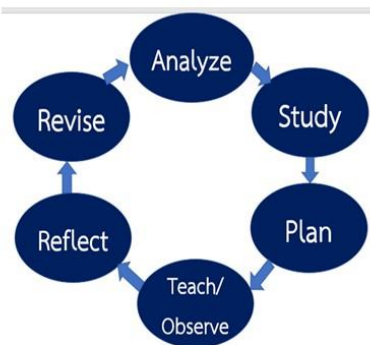 Analyze
Study
Plan
Teach/
Observe
Reflect
Revise